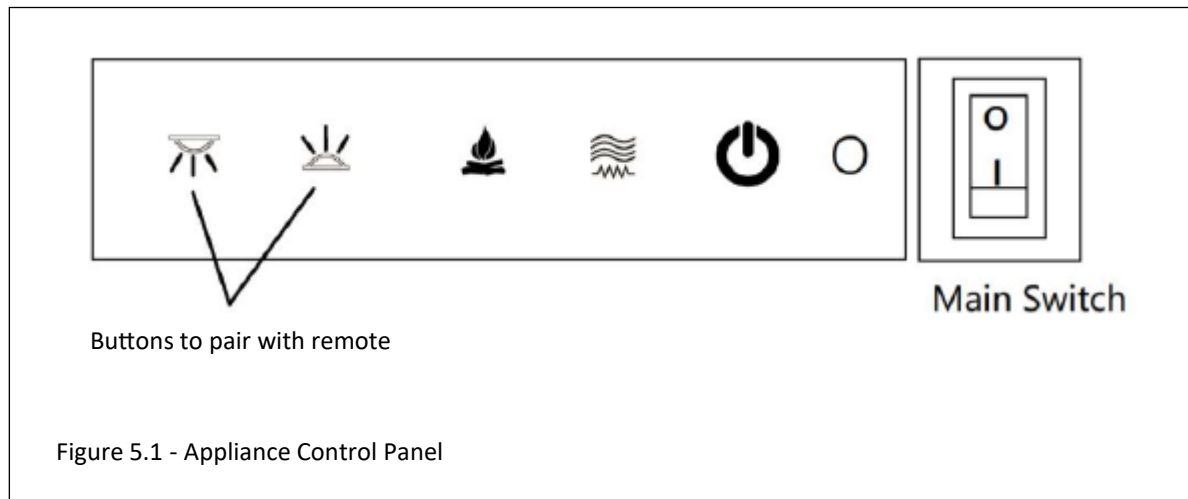 O
I
Main Switch
Buttons to pair with remote
Figure 5.1 - Appliance Control Panel